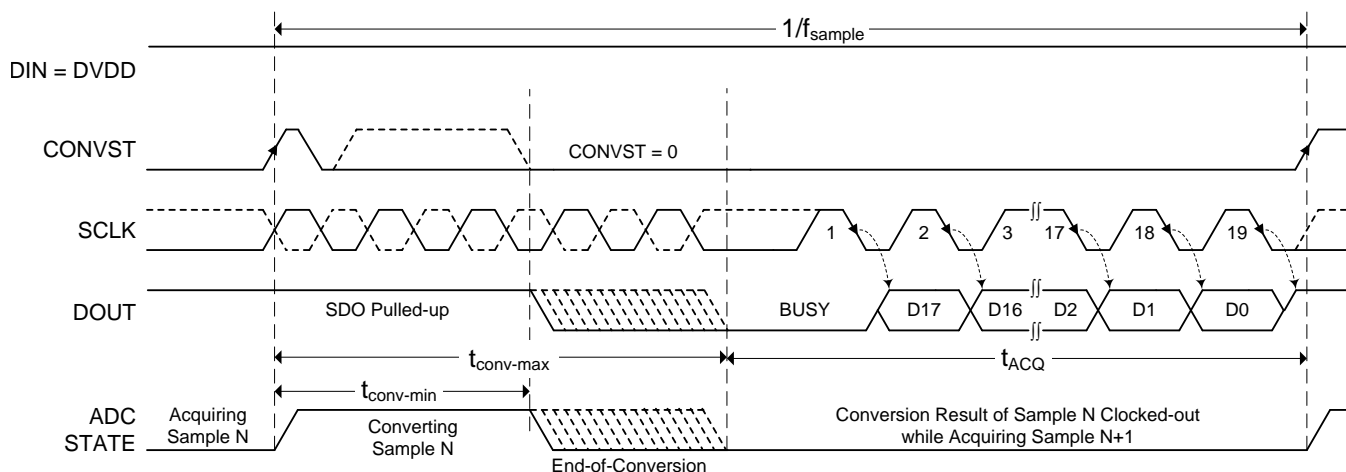 1/fsample
DIN = DVDD
CONVST
CONVST = 0
SCLK
1 2 3 17 18 19
DOUT
SDO Pulled-up
BUSY
D17 D16 D2 D1 D0
tconv-max
tACQ
tconv-min
ADC
STATE
Acquiring
Sample N
Converting
Sample N
End-of-Conversion
Conversion Result of Sample N Clocked-out
while Acquiring Sample N+1